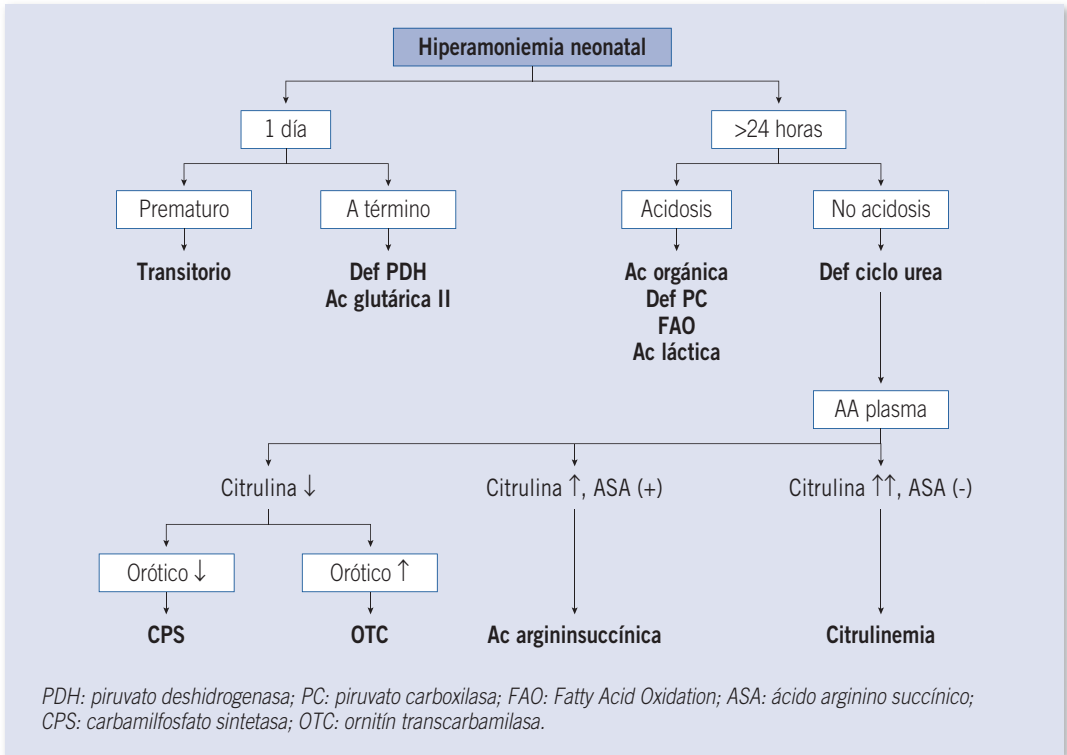 Hiperamoniemia neonatal
1 día
>24 horas
Prematuro
A término
Acidosis
No acidosis
Transitorio
Def PDH
Ac glutárica II
Ac orgánica
Def PC
FAO
Ac láctica
Def ciclo urea
AA plasma
Citrulina ↓
Citrulina ↑, ASA (+)
Citrulina ↑↑, ASA (-)
Orótico ↓
Orótico ↑
CPS
OTC
Ac argininsuccínica
Citrulinemia
PDH: piruvato deshidrogenasa; PC: piruvato carboxilasa; FAO: Fatty Acid Oxidation; ASA: ácido arginino succínico;
CPS: carbamilfosfato sintetasa; OTC: ornitín transcarbamilasa.